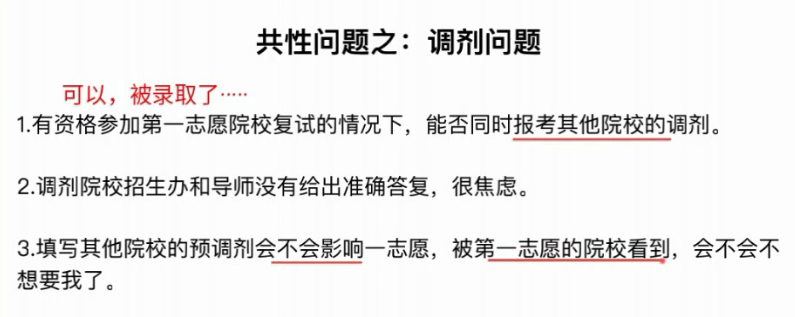 共性问题之：调剂问题
可以，被录取了·····
1.有资格参加第一志愿院校复试的情况下，能否同时报考其他院校的调剂。
2.调剂院校招生办和导师没有给出准确答复，很焦虑。
3.填写其他院校的预调剂会不会影响一志愿，被第一志愿的院校看到，会不会不
想要我了。